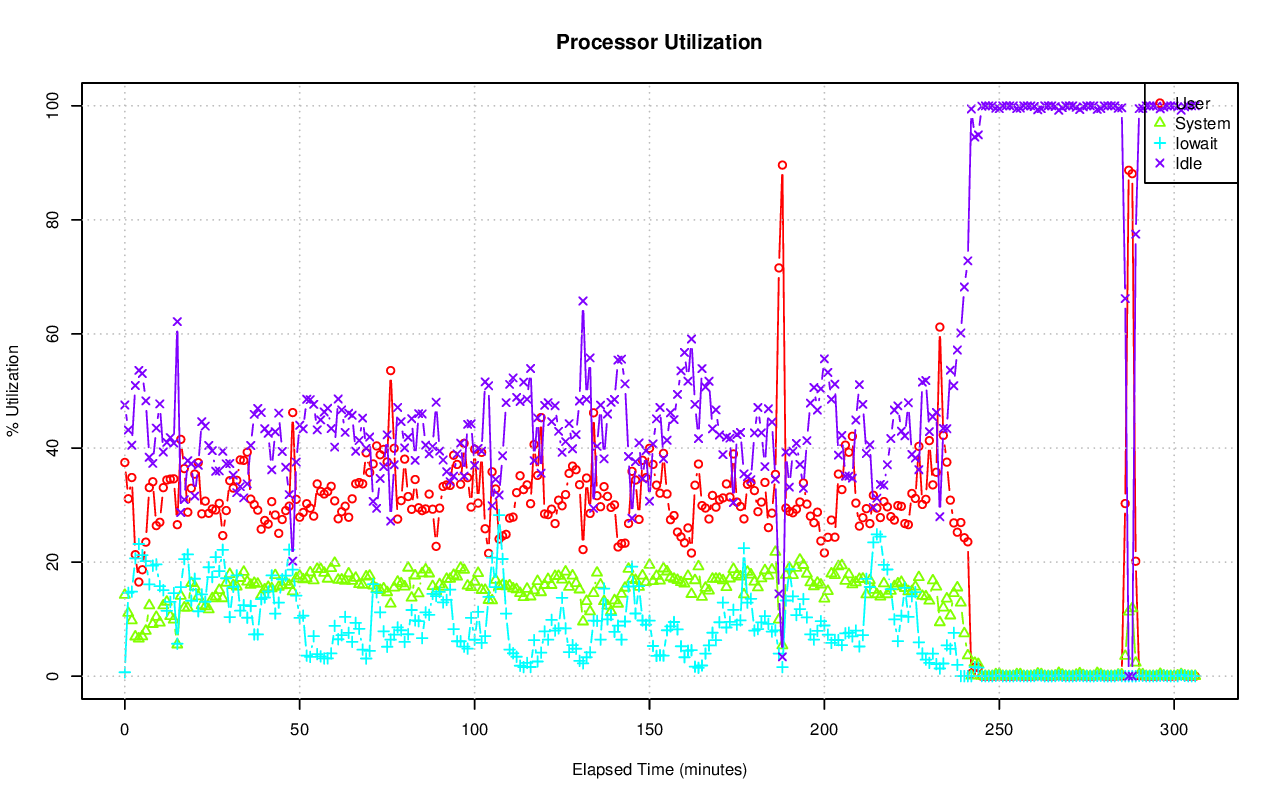 Processor Utilization
% Utilization
100
80
60
40
20
0
User
System
Iowait
Idle
0 50 100 150 200 250 300
Elapsed Time (minutes)